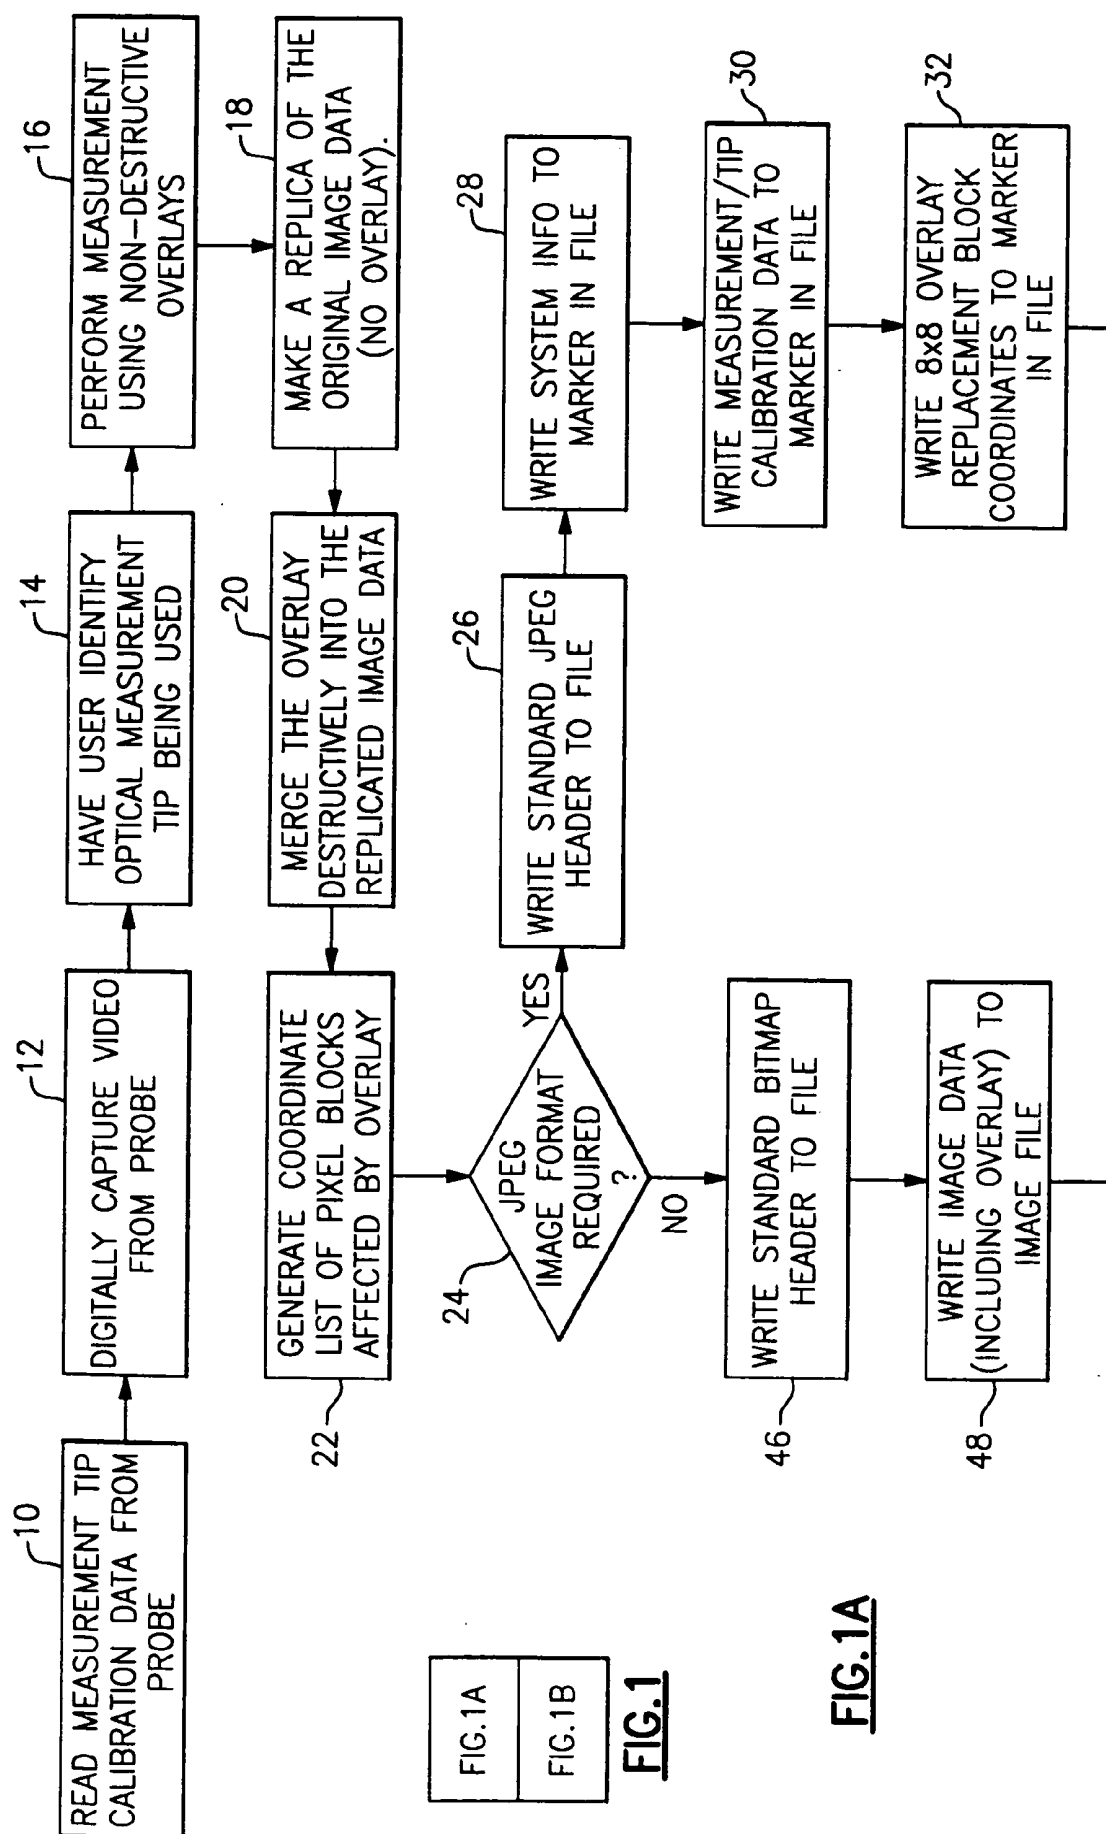 10
READ MEASUREMENT TIP
CALIBRATION DATA FROM
PROBE
12
DIGITALLY CAPTURE VIDEO
FROM PROBE
14
HAVE USER IDENTIFY
OPTICAL MEASUREMENT
TIP BEING USED
16
PERFORM MEASUREMENT
USING NON-DESTRUCTIVE
OVERLAYS
18
MAKE A REPLICA OF THE
ORIGINAL IMAGE DATA
(NO OVERLAY).
20
MERGE THE OVERLAY
DESTRUCTIVELY INTO THE
REPLICATED IMAGE DATA
22
GENERATE COORDINATE
LIST OF PIXEL BLOCKS
AFFECTED BY OVERLAY
24
JPEG
IMAGE FORMAT
REQUIRED
?
YES
NO
26
WRITE STANDARD JPEG
HEADER TO FILE
28
WRITE SYSTEM INFO TO
MARKER IN FILE
30
WRITE MEASUREMENT/TIP
CALIBRATION DATA TO
MARKER IN FILE
32
WRITE 8x8 OVERLAY
REPLACEMENT BLOCK
COORDINATES TO MARKER
IN FILE
46
WRITE STANDARD BITMAP
HEADER TO FILE
48
WRITE IMAGE DATA
(INCLUDING OVERLAY) TO
IMAGE FILE
FIG.1A
FIG.1B
FIG.1
FIG.1A